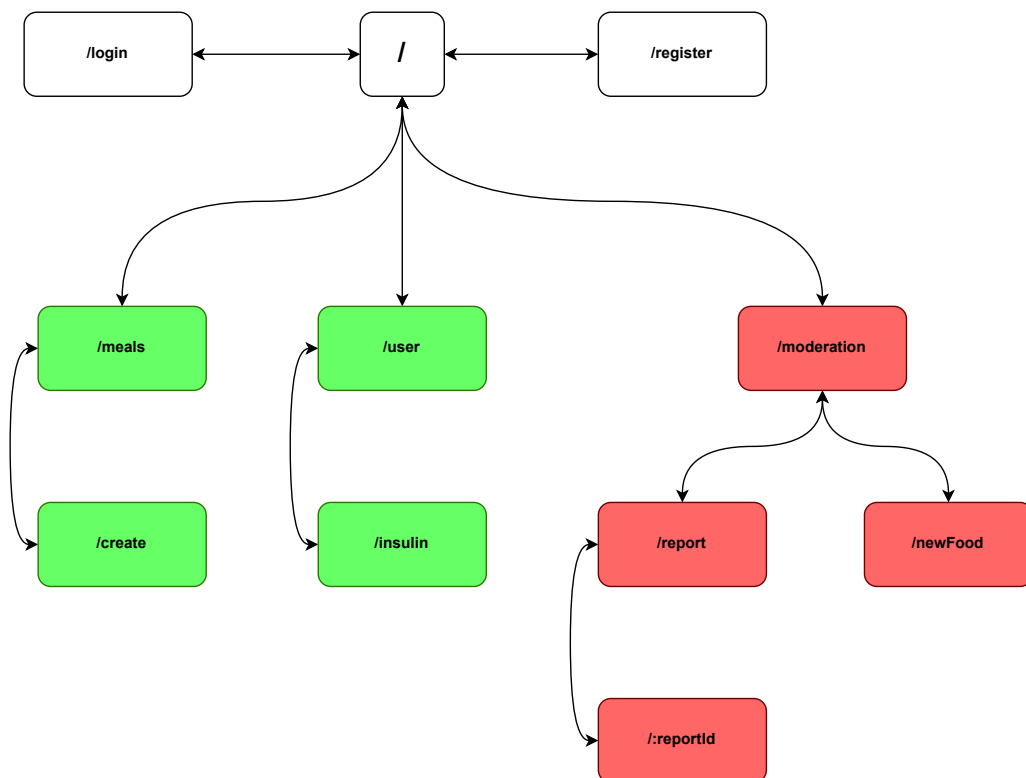 /login
/
/register
/meals
/user
/moderation
/create
/insulin
/report
/newFood
/:reportId